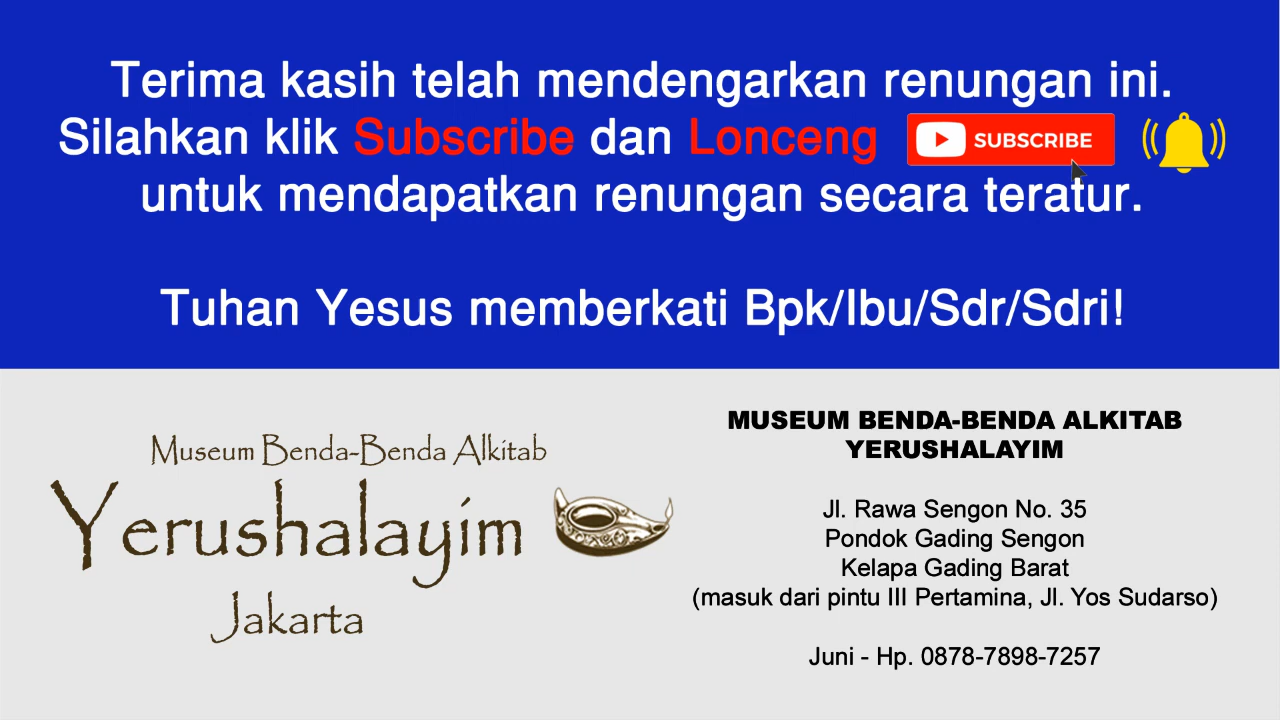 Terima kasih telah mendengarkan renungan ini.
Silahkan klik Subscribe dan Lonceng SUBSCRIBE
untuk mendapatkan renungan secara teratur.
Tuhan Yesus memberkati Bpk/Ibu/Sdr/Sdri!
Museum Benda-Benda Alkitab
Yerushalayim
Jakarta
MUSEUM BENDA-BENDA ALKITAB
YERUSHALAYIM
Jl. Rawa Sengon No. 35
Pondok Gading Sengon
Kelapa Gading Barat
(masuk dari pintu III Pertamina, Jl. Yos Sudarso)
Juni - Hp. 0878-7898-7257